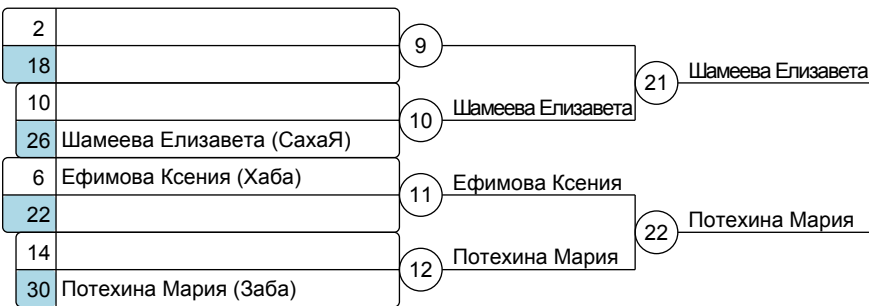 2
18
9
10
26 Шамеева Елизавета (СахаЯ)
10 Шамеева Елизавета
21 Шамеева Елизавета
6 Ефимова Ксения (Хаба)
22
11 Ефимова Ксения
14
30 Потехина Мария (Заба)
12 Потехина Мария
22 Потехина Мария